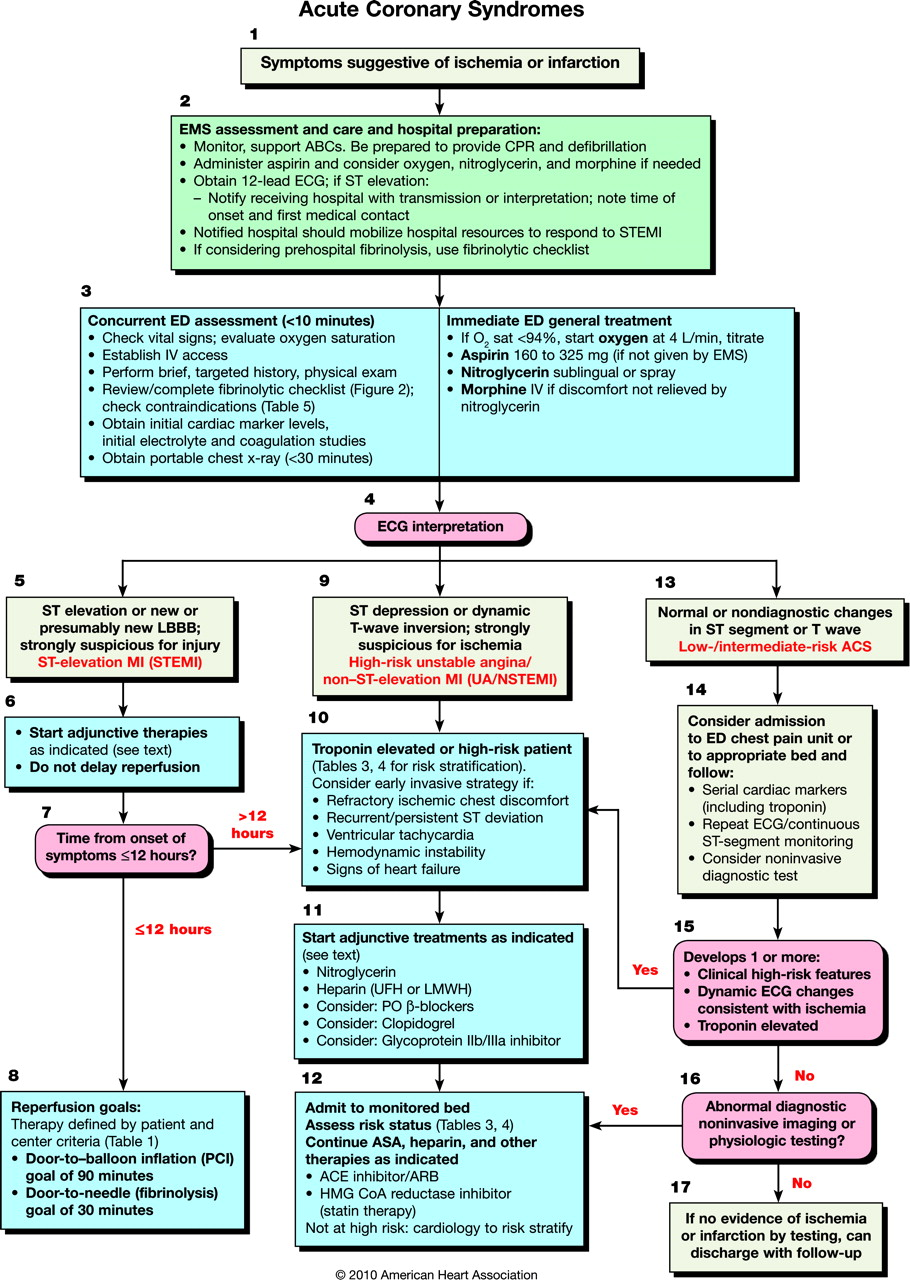 Acute Coronary Syndromes
1
Symptoms suggestive of ischemia or infarction
2
EMS assessment and care and hospital preparation:
• Monitor, support ABCs. Be prepared to provide CPR and defibrillation
• Administer aspirin and consider oxygen, nitroglycerin, and morphine if needed
• Obtain 12-lead ECG; if ST elevation:
– Notify receiving hospital with transmission or interpretation; note time of
onset and first medical contact
• Notified hospital should mobilize hospital resources to respond to STEMI
• If considering prehospital fibrinolysis, use fibrinolytic checklist
3
Concurrent ED assessment (<10 minutes)
• Check vital signs; evaluate oxygen saturation
• Establish IV access
• Perform brief, targeted history, physical exam
• Review/complete fibrinolytic checklist (Figure 2);
check contraindications (Table 5)
• Obtain initial cardiac marker levels,
initial electrolyte and coagulation studies
• Obtain portable chest x-ray (<30 minutes)
Immediate ED general treatment
• If O2 sat <94%, start oxygen at 4 L/min, titrate
• Aspirin 160 to 325 mg (if not given by EMS)
• Nitroglycerin sublingual or spray
• Morphine IV if discomfort not relieved by
nitroglycerin
4
ECG interpretation
5
ST elevation or new or
presumably new LBBB;
strongly suspicious for injury
ST-elevation MI (STEMI)
6
• Start adjunctive therapies
as indicated (see text)
• Do not delay reperfusion
7
Time from onset of
symptoms ≤12 hours?
>12
hours
≤12 hours
8
Reperfusion goals:
Therapy defined by patient and
center criteria (Table 1)
• Door-to–balloon inflation (PCI)
goal of 90 minutes
• Door-to-needle (fibrinolysis)
goal of 30 minutes
9
ST depression or dynamic
T-wave inversion; strongly
suspicious for ischemia
High-risk unstable angina/
non–ST-elevation MI (UA/NSTEMI)
10
Troponin elevated or high-risk patient
(Tables 3, 4 for risk stratification).
Consider early invasive strategy if:
• Refractory ischemic chest discomfort
• Recurrent/persistent ST deviation
• Ventricular tachycardia
• Hemodynamic instability
• Signs of heart failure
11
Start adjunctive treatments as indicated
(see text)
• Nitroglycerin
• Heparin (UFH or LMWH)
• Consider: PO β-blockers
• Consider: Clopidogrel
• Consider: Glycoprotein IIb/IIIa inhibitor
12
Admit to monitored bed
Assess risk status (Tables 3, 4)
Continue ASA, heparin, and other
therapies as indicated
• ACE inhibitor/ARB
• HMG CoA reductase inhibitor
(statin therapy)
Not at high risk: cardiology to risk stratify
13
Normal or nondiagnostic changes
in ST segment or T wave
Low-/intermediate-risk ACS
14
Consider admission
to ED chest pain unit or
to appropriate bed and
follow:
• Serial cardiac markers
(including troponin)
• Repeat ECG/continuous
ST-segment monitoring
• Consider noninvasive
diagnostic test
15
Develops 1 or more:
• Clinical high-risk features
• Dynamic ECG changes
consistent with ischemia
• Troponin elevated
Yes
No
16
Abnormal diagnostic
noninvasive imaging or
physiologic testing?
Yes
No
17
If no evidence of ischemia
or infarction by testing, can
discharge with follow-up
© 2010 American Heart Association